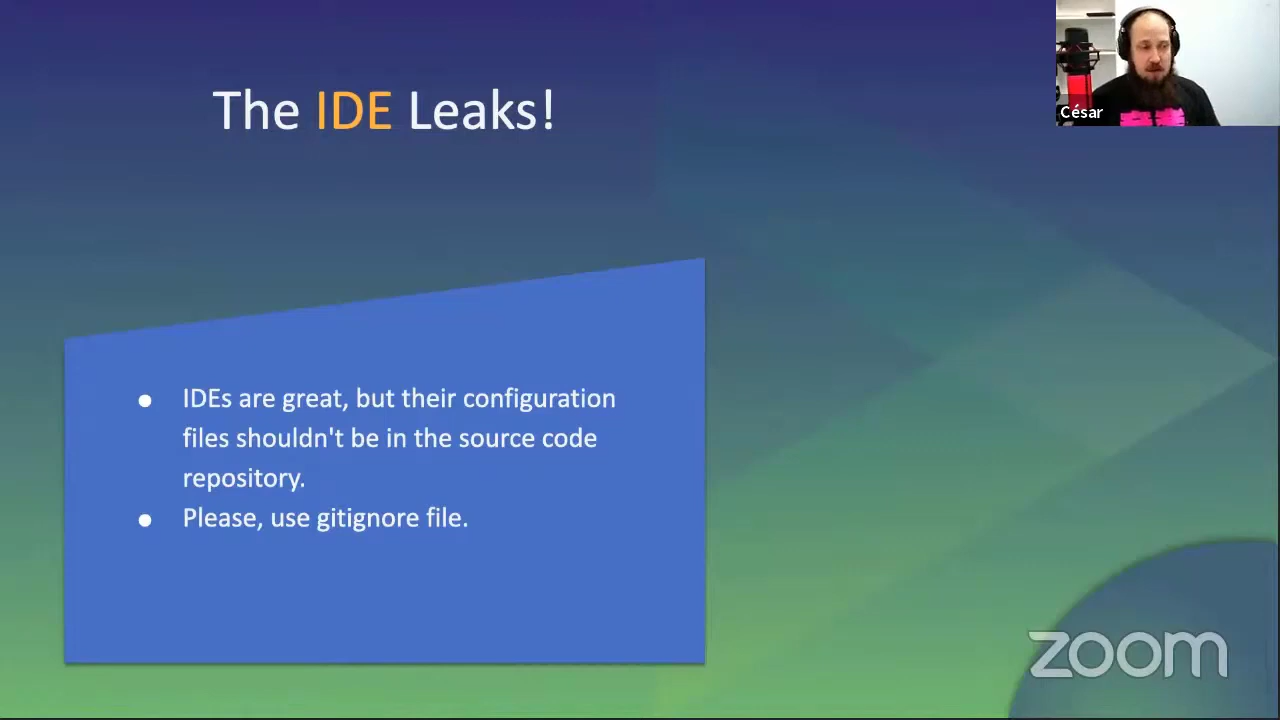 The IDE Leaks!
César
● IDEs are great, but their configuration
files shouldn't be in the source code
repository.
● Please, use gitignore file.
zoom